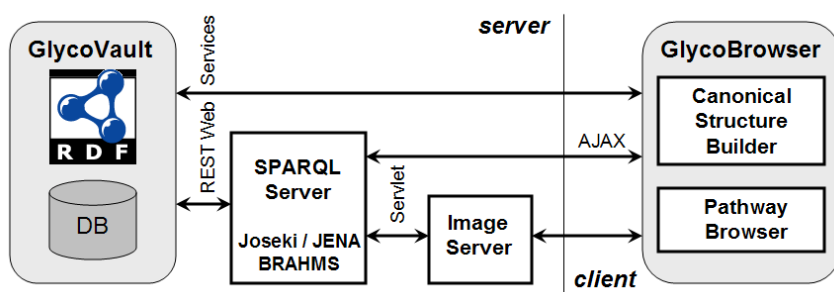 GlycoVault
RDF
DB
REST Web Services
server
SPARQL
Server
Joseki / JENA
BRAHMS
Servlet
Image
Server
AJAX
client
GlycoBrowser
Canonical
Structure
Builder
Pathway
Browser